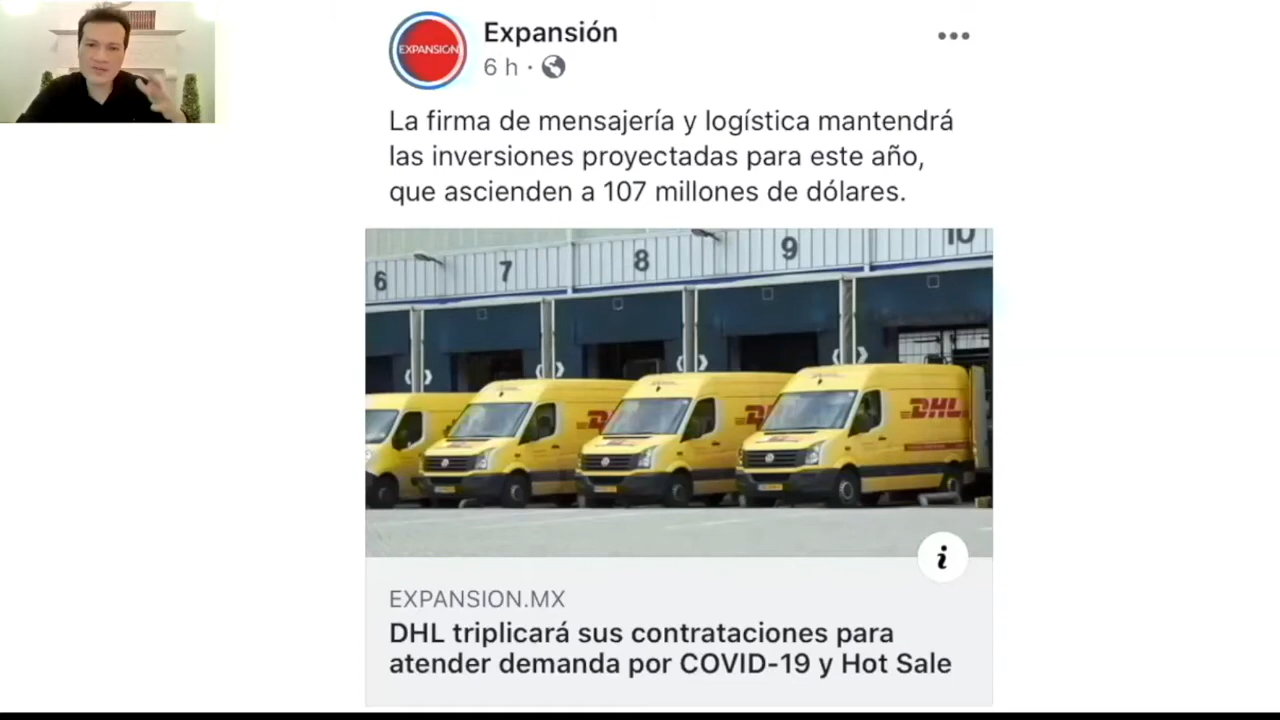 EXPANSIÓN
Expansión
6 h ·
La firma de mensajería y logística mantendrá
las inversiones proyectadas para este año,
que ascienden a 107 millones de dólares.
6
7
8
9
10
DHL
i
EXPANSION.MX
DHL triplicará sus contrataciones para
atender demanda por COVID-19 y Hot Sale